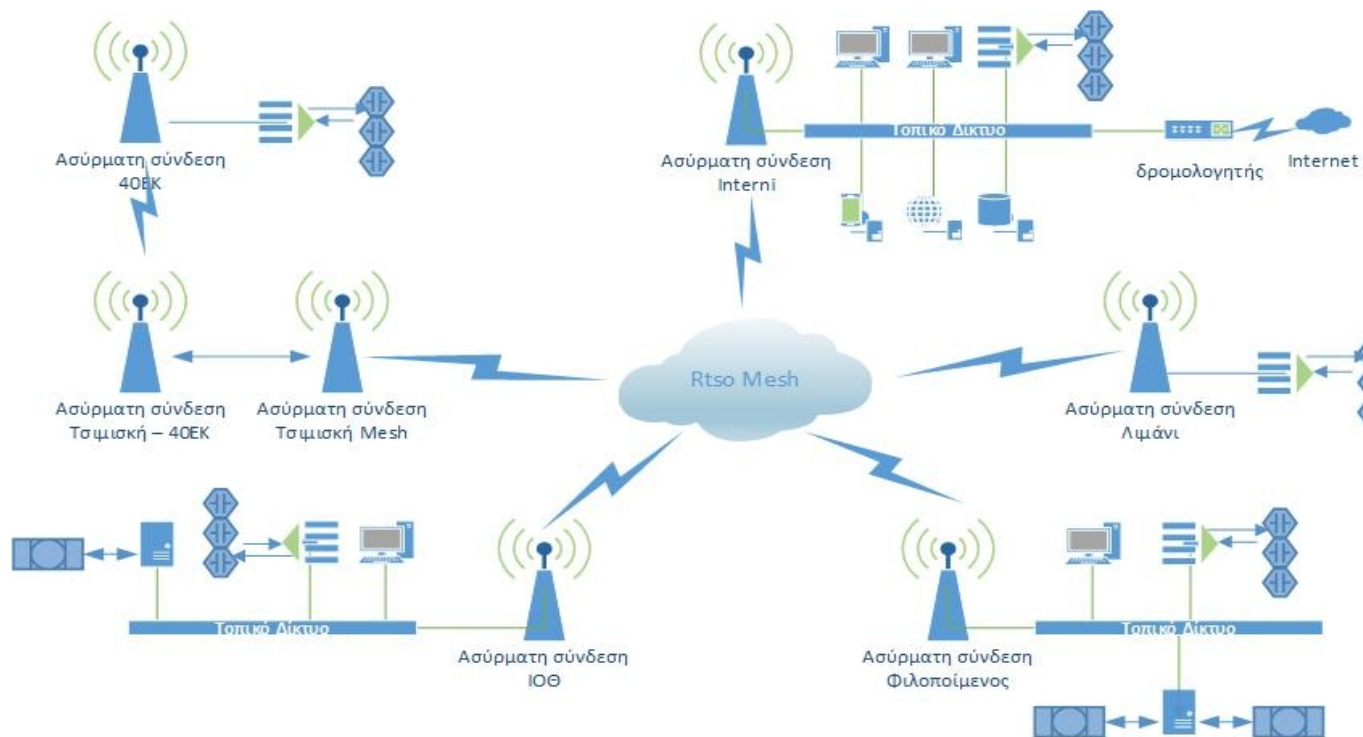 Ασύρματη σύνδεση
40ΕΚ
Ασύρματη σύνδεση
Interni
Τοπικό Δίκτυο
δρομολογητής
Internet
Ασύρματη σύνδεση
Τσιμισκή – 40ΕΚ
Ασύρματη σύνδεση
Τσιμισκή Mesh
Rtso Mesh
Ασύρματη σύνδεση
Λιμάνι
Τοπικό Δίκτυο
Ασύρματη σύνδεση
ΙΟΘ
Ασύρματη σύνδεση
Φιλοποίμενος
Τοπικό Δίκτυο